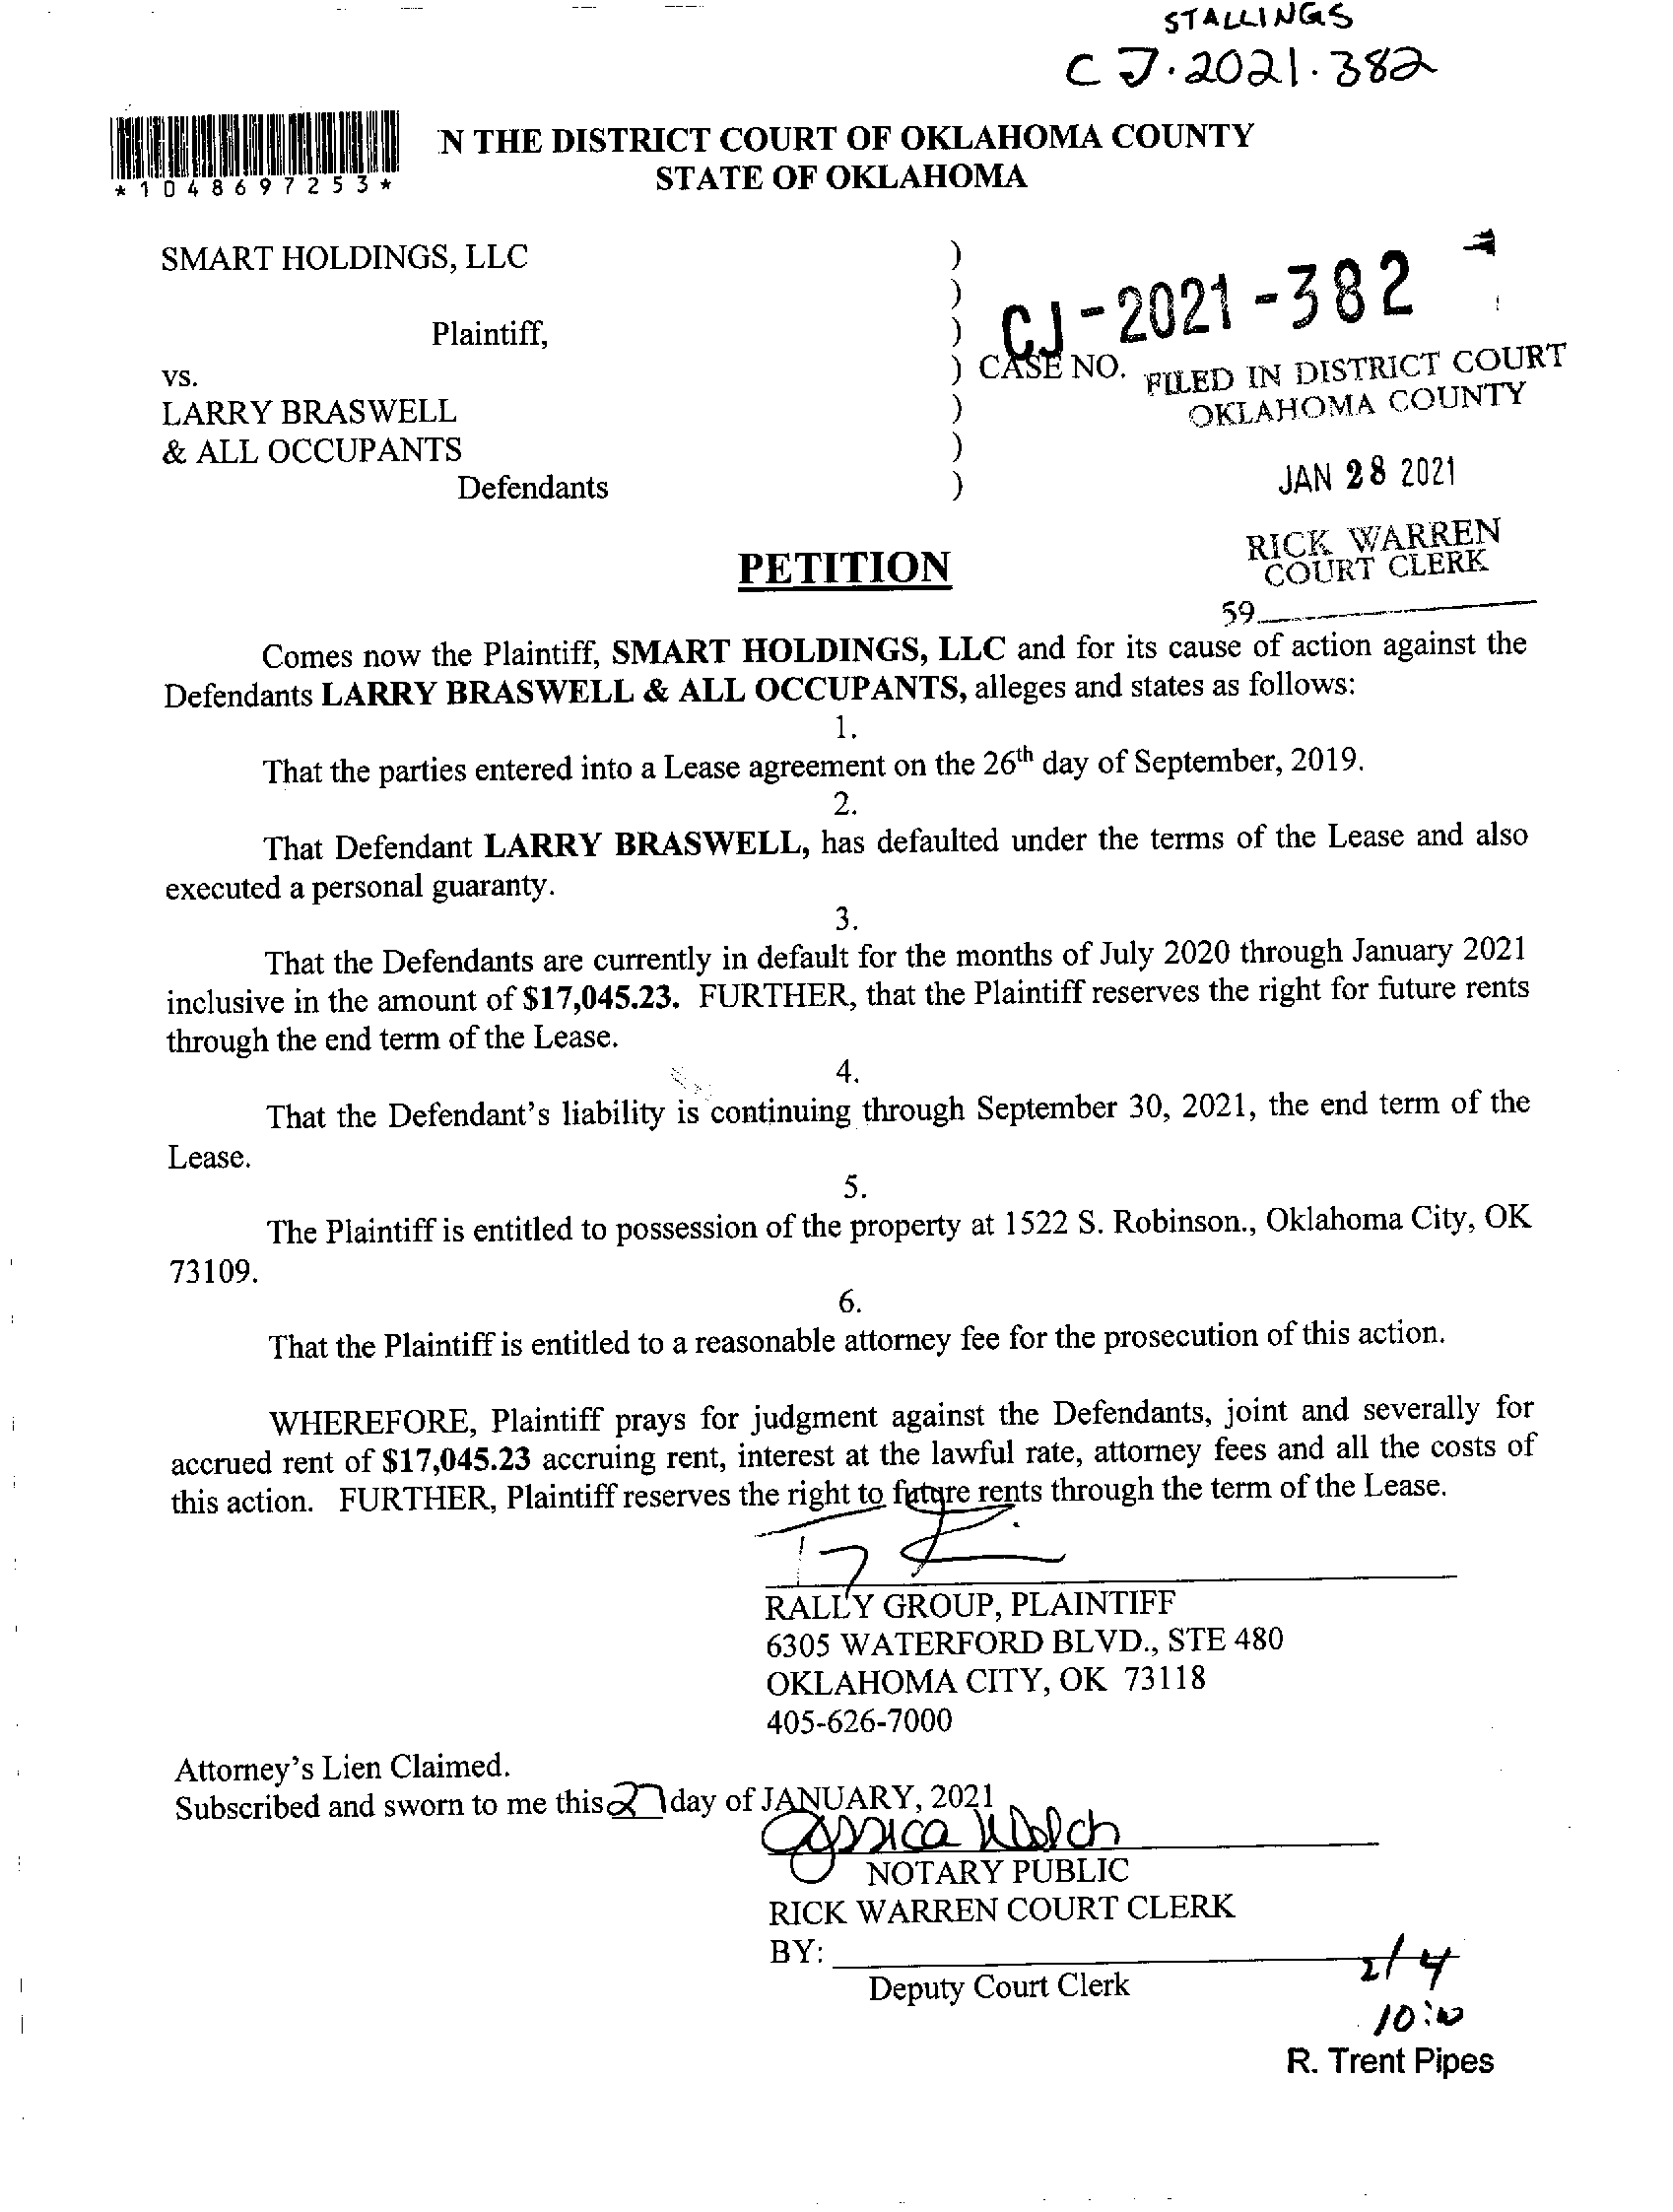 STALLINGS
CJ.2021.382
N THE DISTRICT COURT OF OKLAHOMA COUNTY
*1048697253*
STATE OF OKLAHOMA
SMART HOLDINGS, LLC )
)
Plaintiff, ) CJ-2021-382
vs. ) CASE NO. FILED IN DISTRICT COURT
LARRY BRASWELL ) OKLAHOMA COUNTY
& ALL OCCUPANTS )
Defendants ) JAN 28 2021
RICK WARREN
PETITION COURT CLERK
59
Comes now the Plaintiff, SMART HOLDINGS, LLC and for its cause of action against the
Defendants LARRY BRASWELL & ALL OCCUPANTS, alleges and states as follows:
1.
That the parties entered into a Lease agreement on the 26th day of September, 2019.
2.
That Defendant LARRY BRASWELL, has defaulted under the terms of the Lease and also
executed a personal guaranty.
3.
That the Defendants are currently in default for the months of July 2020 through January 2021
inclusive in the amount of $17,045.23. FURTHER, that the Plaintiff reserves the right for future rents
through the end term of the Lease.
4.
That the Defendant's liability is continuing through September 30, 2021, the end term of the
Lease.
5.
The Plaintiff is entitled to possession of the property at 1522 S. Robinson., Oklahoma City, OK
73109.
6.
That the Plaintiff is entitled to a reasonable attorney fee for the prosecution of this action.
WHEREFORE, Plaintiff prays for judgment against the Defendants, joint and severally for
accrued rent of $17,045.23 accruing rent, interest at the lawful rate, attorney fees and all the costs of
this action. FURTHER, Plaintiff reserves the right to future rents through the term of the Lease.
RALLY GROUP, PLAINTIFF
6305 WATERFORD BLVD., STE 480
OKLAHOMA CITY, OK 73118
405-626-7000
Attorney's Lien Claimed.
Subscribed and sworn to me this 27 day of JANUARY, 2021
NOTARY PUBLIC
RICK WARREN COURT CLERK
BY:
Deputy Court Clerk
2/4
R. Trent Pipes